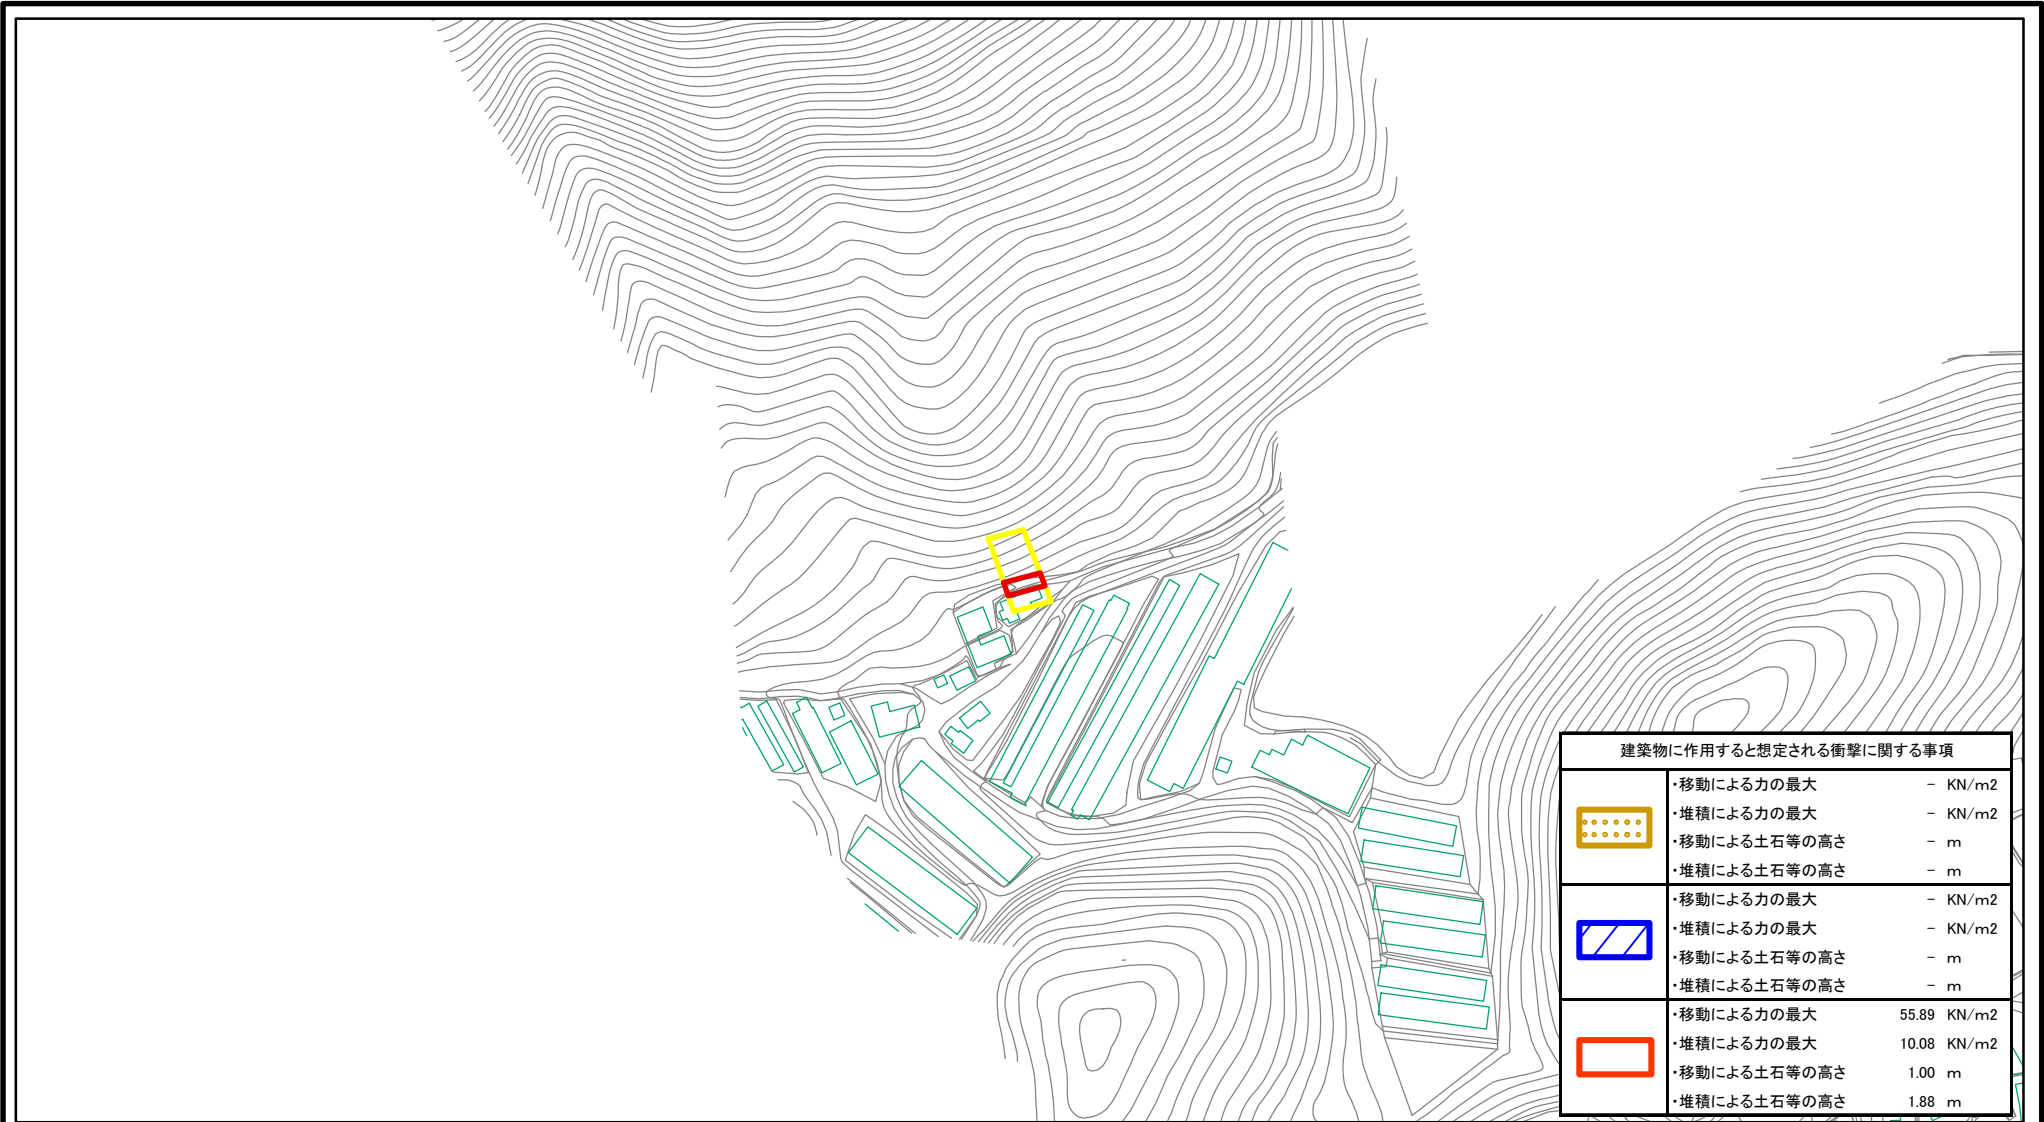 建築物に作用すると想定される衝撃に関する事項
・移動による力の最大 － KN/m2
・堆積による力の最大 － KN/m2
・移動による土石等の高さ － m
・堆積による土石等の高さ － m
・移動による力の最大 － KN/m2
・堆積による力の最大 － KN/m2
・移動による土石等の高さ － m
・堆積による土石等の高さ － m
・移動による力の最大 55.89 KN/m2
・堆積による力の最大 10.08 KN/m2
・移動による土石等の高さ 1.00 m
・堆積による土石等の高さ 1.88 m